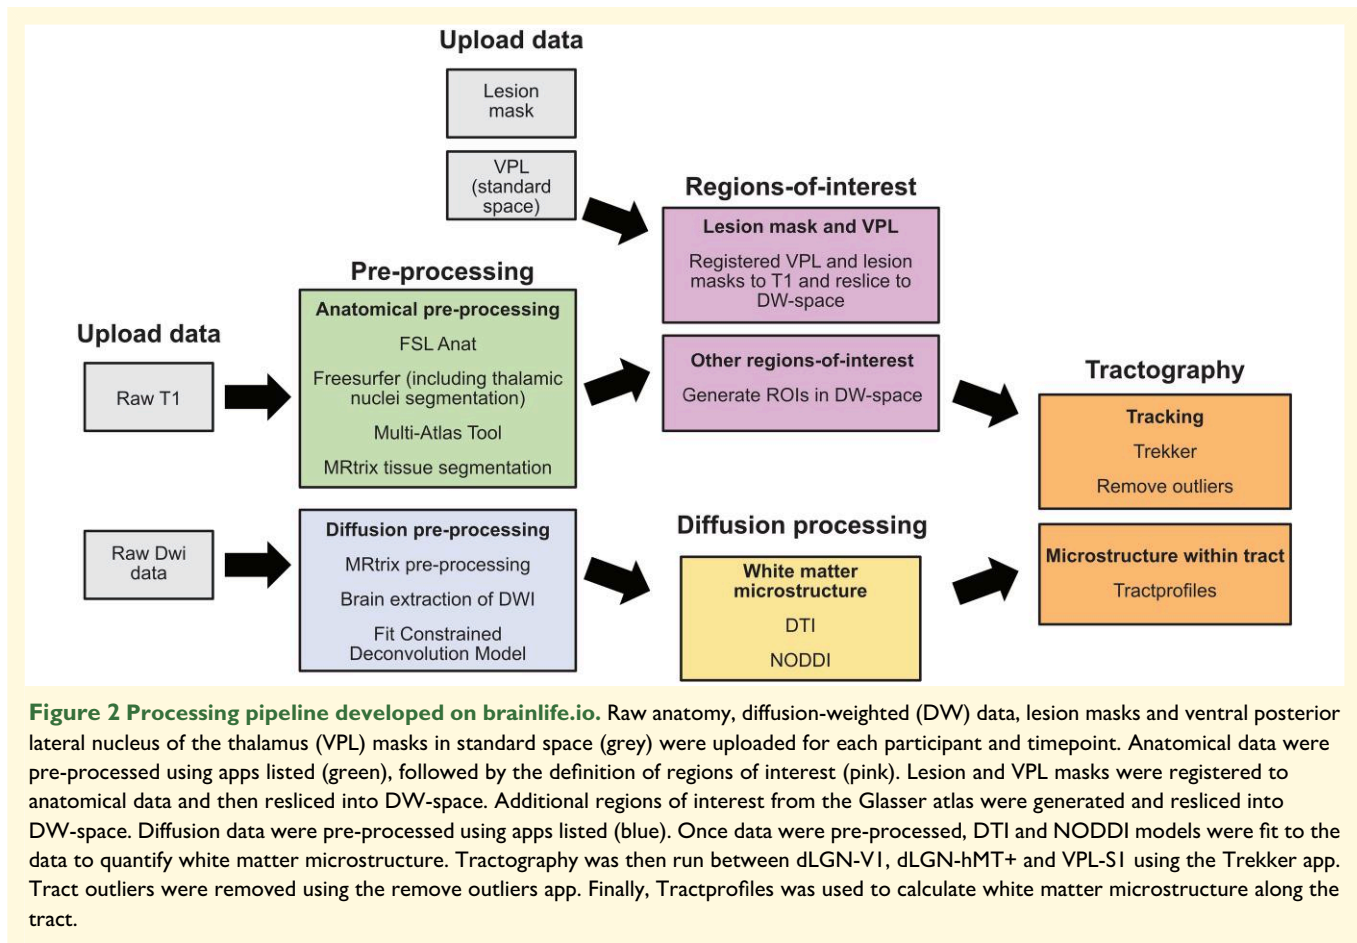 Upload data
Lesion
mask
VPL
(standard
space)
Regions-of-interest
Lesion mask and VPL
Registered VPL and lesion
masks to T1 and reslice to
DW-space
Pre-processing
Anatomical pre-processing
FSL Anat
Freesurfer (including thalamic
nuclei segmentation)
Multi-Atlas Tool
MRtrix tissue segmentation
Upload data
Raw T1
Other regions-of-interest
Generate ROIs in DW-space
Tractography
Tracking
Trekker
Remove outliers
Raw Dwi
data
Diffusion pre-processing
MRtrix pre-processing
Brain extraction of DWI
Fit Constrained
Deconvolution Model
Diffusion processing
White matter
microstructure
DTI
NODDI
Microstructure within tract
Tractprofiles
Figure 2 Processing pipeline developed on brainlife.io. Raw anatomy, diffusion-weighted (DW) data, lesion masks and ventral posterior
lateral nucleus of the thalamus (VPL) masks in standard space (grey) were uploaded for each participant and timepoint. Anatomical data were
pre-processed using apps listed (green), followed by the definition of regions of interest (pink). Lesion and VPL masks were registered to
anatomical data and then resliced into DW-space. Additional regions of interest from the Glasser atlas were generated and resliced into
DW-space. Diffusion data were pre-processed using apps listed (blue). Once data were pre-processed, DTI and NODDI models were fit to the
data to quantify white matter microstructure. Tractography was then run between dLGN-V1, dLGN-hMT+ and VPL-S1 using the Trekker app.
Tract outliers were removed using the remove outliers app. Finally, Tractprofiles was used to calculate white matter microstructure along the
tract.